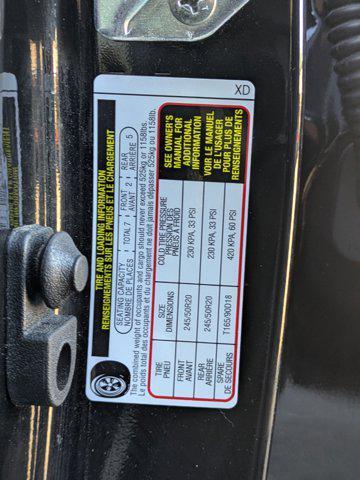 XD
TIRE AND LOADING INFORMATION
RENSEIGNEMENTS SUR LES PNEUS ET LE CHARGEMENT
SEATING CAPACITY
NOMBRE DE PLACES
TOTAL 7
FRONT
AVANT 2
REAR
ARRIÈRE 5
The combined weight of occupants and cargo should never exceed 525kg or 1158lbs.
Le poids total des occupants et du chargement ne doit jamais dépasser 525kg ou 1158lb.
TIRE
PNEU
SIZE
DIMENSIONS
COLD TIRE PRESSURE
PRESSION DES
PNEUS À FROID
SEE OWNER'S
MANUAL FOR
ADDITIONAL
INFORMATION
VOIR LE MANUEL
DE L'USAGER
POUR PLUS DE
RENSEIGNEMENTS
FRONT
AVANT
245/50R20
230 KPA, 33 PSI
REAR
ARRIÈRE
245/50R20
230 KPA, 33 PSI
SPARE
DE SECOURS
T165/90D18
420 KPA, 60 PSI